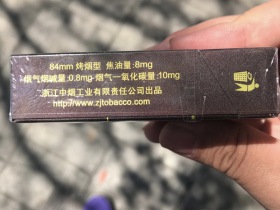 84mm 烤烟型 焦油量:8mg
烟气烟碱量:0.8mg 烟气一氧化碳量:10mg
浙江中烟工业有限责任公司出品
http://www.zjtobacco.com